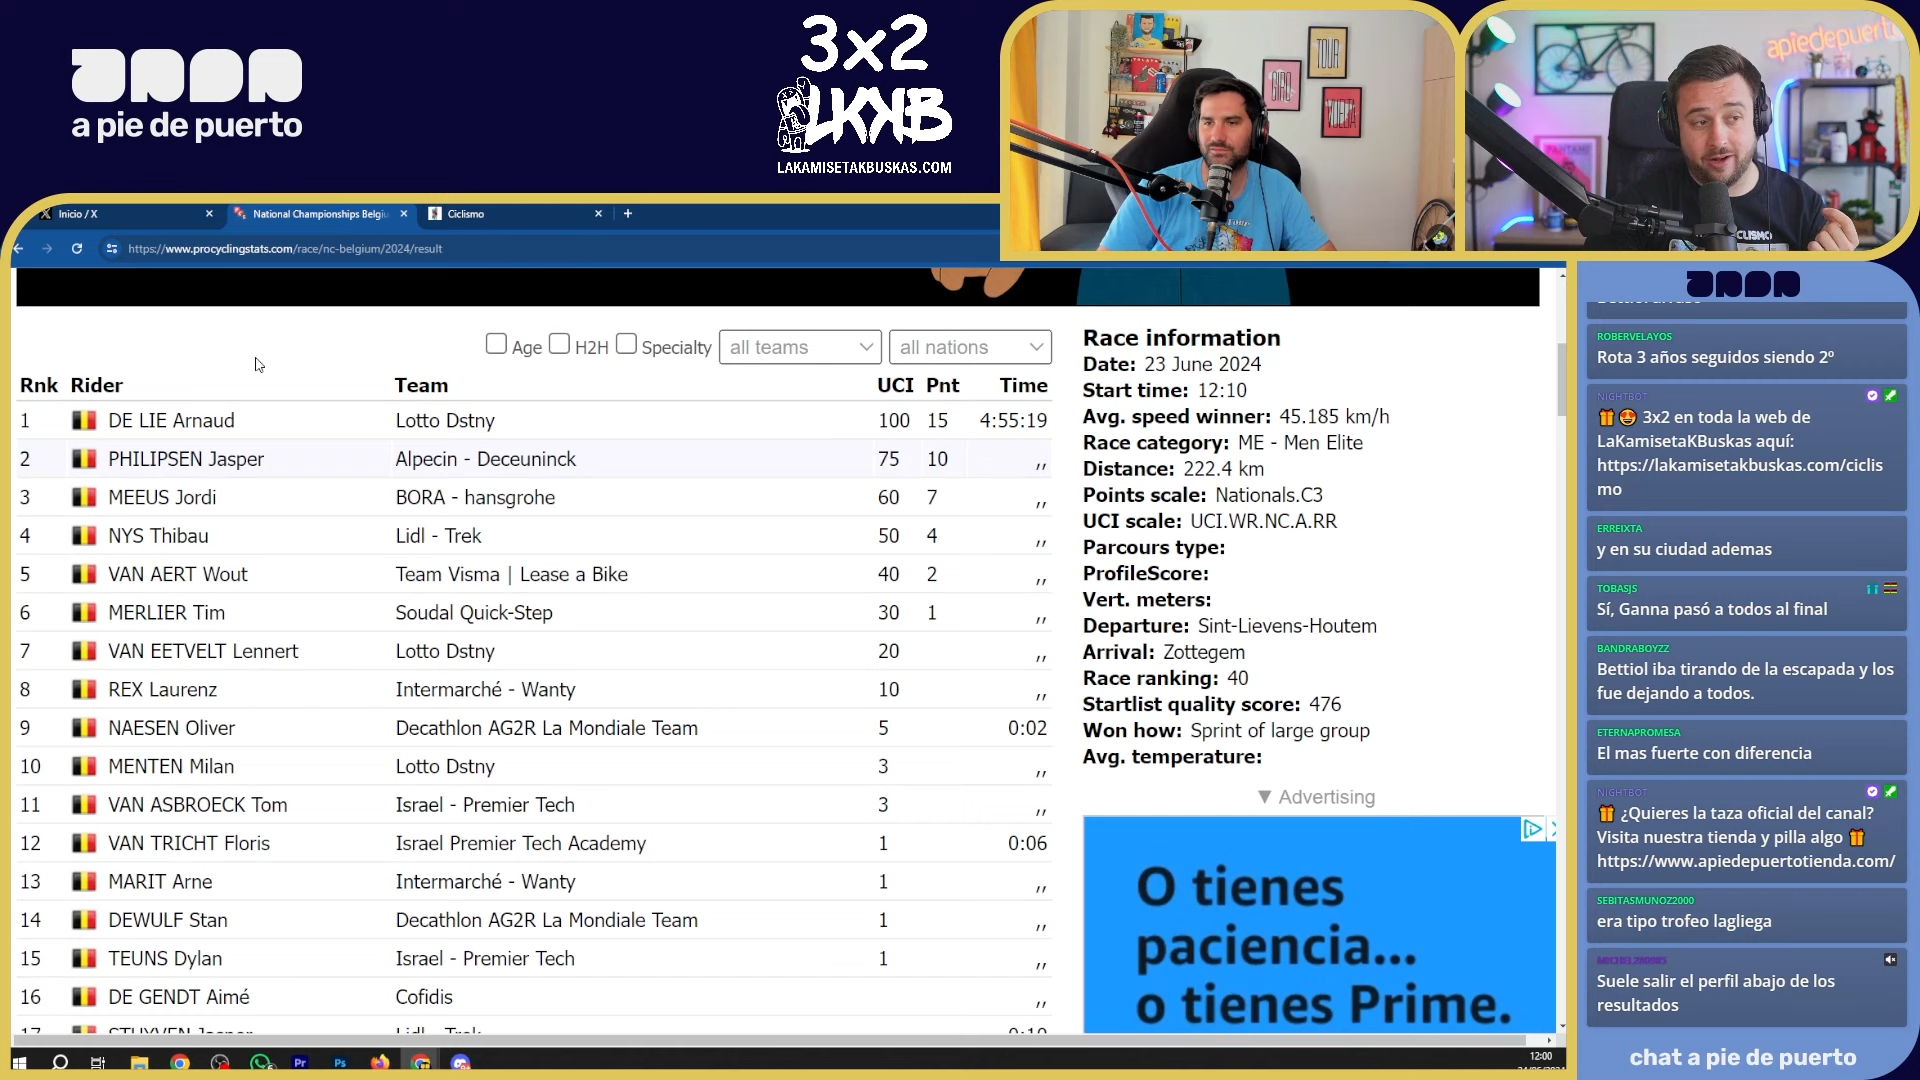 a pie de puerto
3x2
LKKB
LAKAMISETAKBUSKAS.COM
TOUR
GIRO
VUELTA
apiedepuerto
Inicio / X
National Championships Belgiu
Ciclismo
https://www.procyclingstats.com/race/nc-belgium/2024/result
Age H2H Specialty all teams all nations
Rnk Rider Team UCI Pnt Time
1 DE LIE Arnaud Lotto Dstny 100 15 4:55:19
2 PHILIPSEN Jasper Alpecin - Deceuninck 75 10 ,,
3 MEEUS Jordi BORA - hansgrohe 60 7 ,,
4 NYS Thibau Lidl - Trek 50 4 ,,
5 VAN AERT Wout Team Visma | Lease a Bike 40 2 ,,
6 MERLIER Tim Soudal Quick-Step 30 1 ,,
7 VAN EETVELT Lennert Lotto Dstny 20 ,,
8 REX Laurenz Intermarché - Wanty 10 ,,
9 NAESEN Oliver Decathlon AG2R La Mondiale Team 5 0:02
10 MENTEN Milan Lotto Dstny 3 ,,
11 VAN ASBROECK Tom Israel - Premier Tech 3 ,,
12 VAN TRICHT Floris Israel Premier Tech Academy 1 0:06
13 MARIT Arne Intermarché - Wanty 1 ,,
14 DEWULF Stan Decathlon AG2R La Mondiale Team 1 ,,
15 TEUNS Dylan Israel - Premier Tech 1 ,,
16 DE GENDT Aimé Cofidis ,,
17 STUYVEN Jasper Lidl - Trek 0:10
Race information
Date: 23 June 2024
Start time: 12:10
Avg. speed winner: 45.185 km/h
Race category: ME - Men Elite
Distance: 222.4 km
Points scale: Nationals.C3
UCI scale: UCI.WR.NC.A.RR
Parcours type:
ProfileScore:
Vert. meters:
Departure: Sint-Lievens-Houtem
Arrival: Zottegem
Race ranking: 40
Startlist quality score: 476
Won how: Sprint of large group
Avg. temperature:
▼ Advertising
O tienes
paciencia...
o tienes Prime.
Pr
Ps
12:00
ROBERVELAYOS
Rota 3 años seguidos siendo 2º
NIGHTBOT
3x2 en toda la web de
LaKamisetaKBuskas aquí:
https://lakamisetakbuskas.com/ciclis
mo
ERREIXTA
y en su ciudad ademas
TOBASJS
Sí, Ganna pasó a todos al final
BANDRABOYZZ
Bettiol iba tirando de la escapada y los
fue dejando a todos.
ETERNAPROMESA
El mas fuerte con diferencia
NIGHTBOT
¿Quieres la taza oficial del canal?
Visita nuestra tienda y pilla algo
https://www.apiedepuertotienda.com/
SEBITASMUNOZ2000
era tipo trofeo lagliega
Suele salir el perfil abajo de los
resultados
chat a pie de puerto